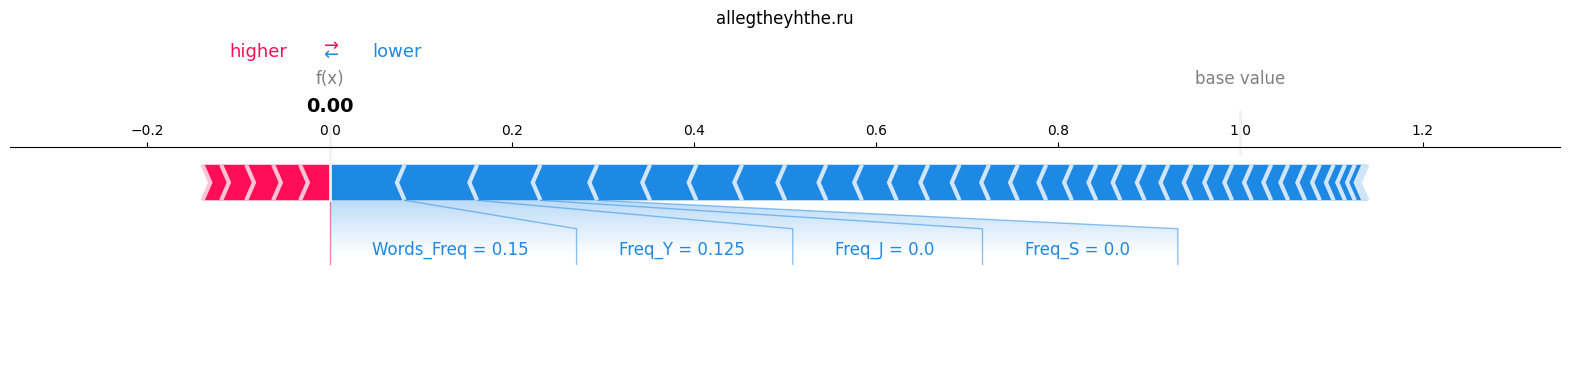 allegtheyhthe.ru
higher ⇄ lower
f(x) base value
0.00
−0.2 0.0 0.2 0.4 0.6 0.8 1.0 1.2
Words_Freq = 0.15 Freq_Y = 0.125 Freq_J = 0.0 Freq_S = 0.0